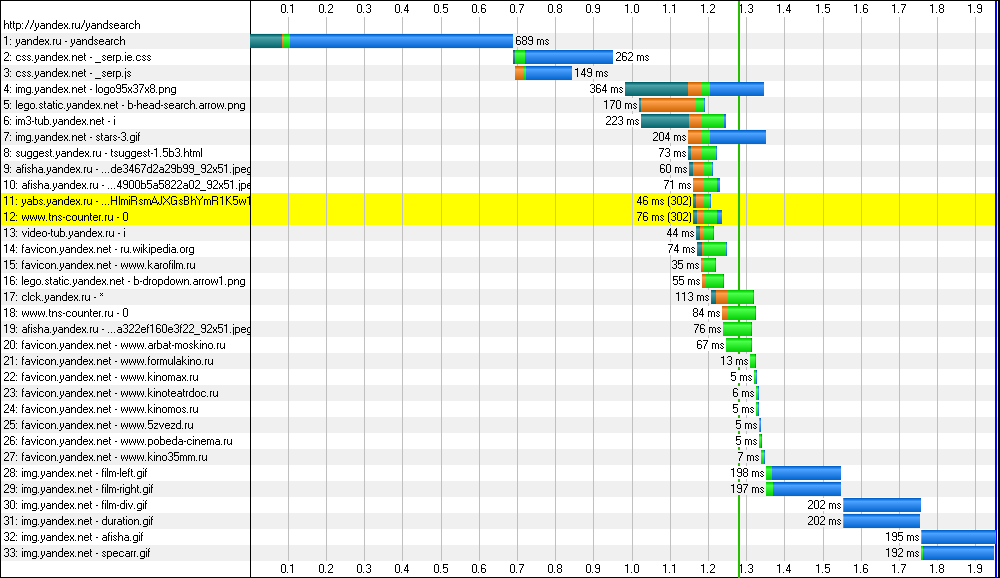 0.1 0.2 0.3 0.4 0.5 0.6 0.7 0.8 0.9 1.0 1.1 1.2 1.3 1.4 1.5 1.6 1.7 1.8 1.9
http://yandex.ru/yandsearch
1: yandex.ru - yandsearch 689 ms
2: css.yandex.net - _serp.ie.css 262 ms
3: css.yandex.net - _serp.js 149 ms
4: img.yandex.net - logo95x37x8.png 364 ms
5: lego.static.yandex.net - b-head-search.arrow.png 170 ms
6: im3-tub.yandex.net - i 223 ms
7: img.yandex.net - stars-3.gif 204 ms
8: suggest.yandex.ru - tsuggest-1.5b3.html 73 ms
9: afisha.yandex.ru - ...de3467d2a29b99_92x51.jpeg 60 ms
10: afisha.yandex.ru - ...4900b5a5822a02_92x51.jpe 71 ms
11: yabs.yandex.ru - ...HlmiRsmAJXGsBhYmR1K5w1 46 ms (302)
12: www.tns-counter.ru - 0 76 ms (302)
13: video-tub.yandex.ru - i 44 ms
14: favicon.yandex.net - ru.wikipedia.org 74 ms
15: favicon.yandex.net - www.karofilm.ru 35 ms
16: lego.static.yandex.net - b-dropdown.arrow1.png 55 ms
17: clck.yandex.ru - * 113 ms
18: www.tns-counter.ru - 0 84 ms
19: afisha.yandex.ru - ...a322ef160e3f22_92x51.jpeg 76 ms
20: favicon.yandex.net - www.arbat-moskino.ru 67 ms
21: favicon.yandex.net - www.formulakino.ru 13 ms
22: favicon.yandex.net - www.kinomax.ru 5 ms
23: favicon.yandex.net - www.kinoteatrdoc.ru 6 ms
24: favicon.yandex.net - www.kinomos.ru 5 ms
25: favicon.yandex.net - www.5zvezd.ru 5 ms
26: favicon.yandex.net - www.pobeda-cinema.ru 5 ms
27: favicon.yandex.net - www.kino35mm.ru 7 ms
28: img.yandex.net - film-left.gif 198 ms
29: img.yandex.net - film-right.gif 197 ms
30: img.yandex.net - film-div.gif 202 ms
31: img.yandex.net - duration.gif 202 ms
32: img.yandex.net - afisha.gif 195 ms
33: img.yandex.net - specarr.gif 192 ms
0.1 0.2 0.3 0.4 0.5 0.6 0.7 0.8 0.9 1.0 1.1 1.2 1.3 1.4 1.5 1.6 1.7 1.8 1.9